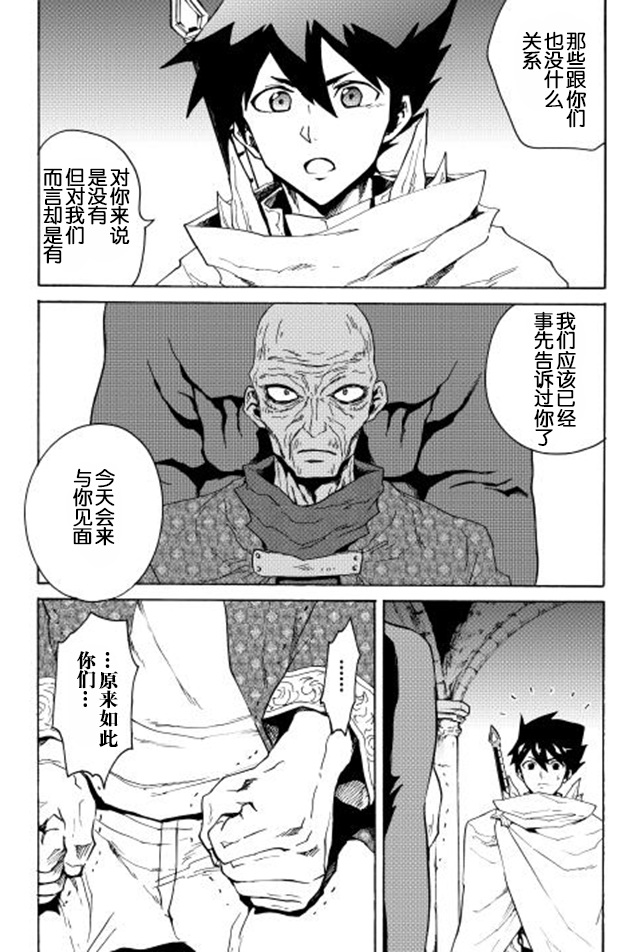 那些跟你们
也没什么
关系
对你来说
是没有
但对我们
而言却是有
我们应该已经
事先告诉过你了
今天会来
与你见面
…
…原来如此
你们…